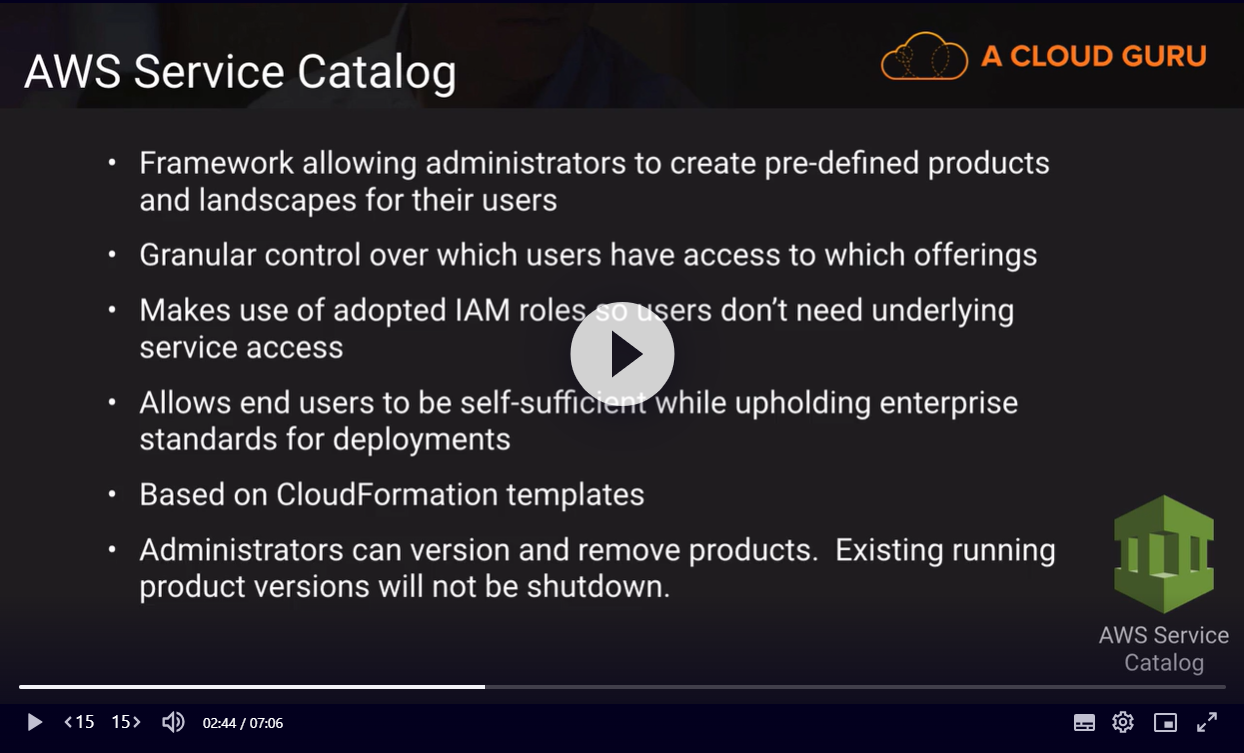 AWS Service Catalog
A CLOUD GURU
• Framework allowing administrators to create pre-defined products
and landscapes for their users
• Granular control over which users have access to which offerings
• Makes use of adopted IAM roles so users don’t need underlying
service access
• Allows end users to be self-sufficient while upholding enterprise
standards for deployments
• Based on CloudFormation templates
• Administrators can version and remove products.  Existing running
product versions will not be shutdown.
AWS Service
Catalog
<15 15> 02:44 / 07:06